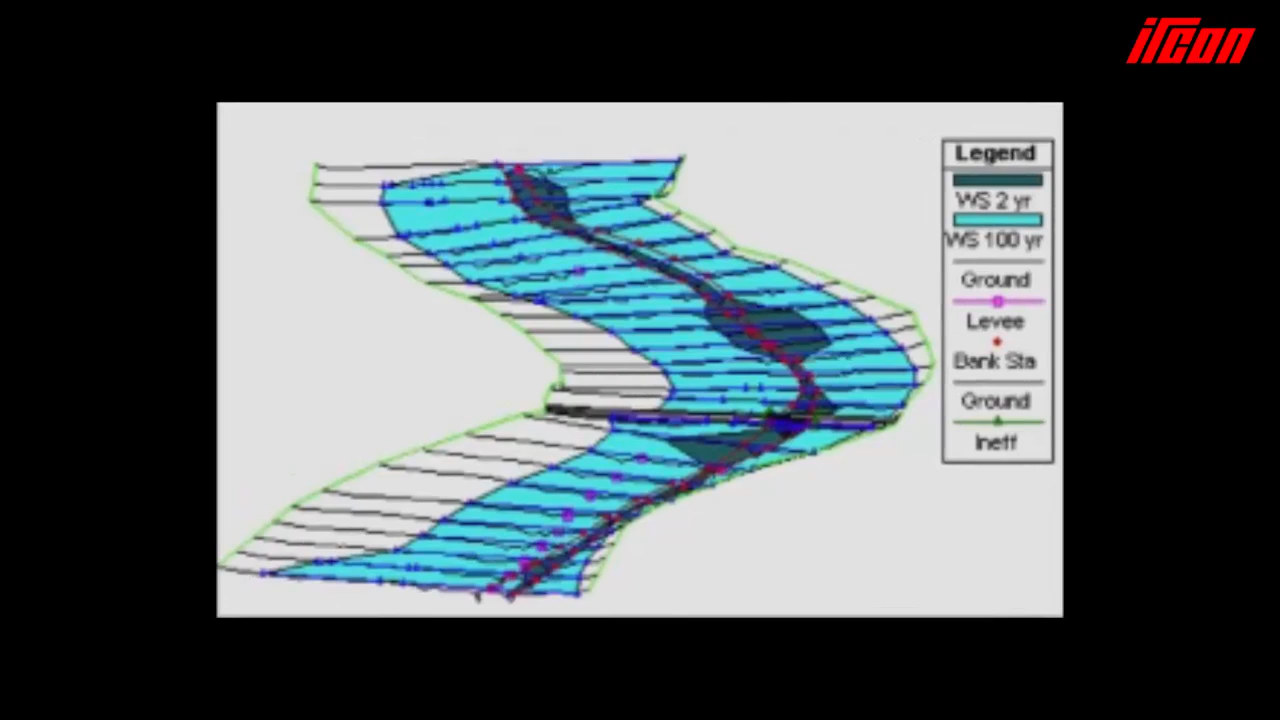 ircon
Legend
WS 2 yr
WS 100 yr
Ground
Levee
Bank Sta
Ground
Ineff